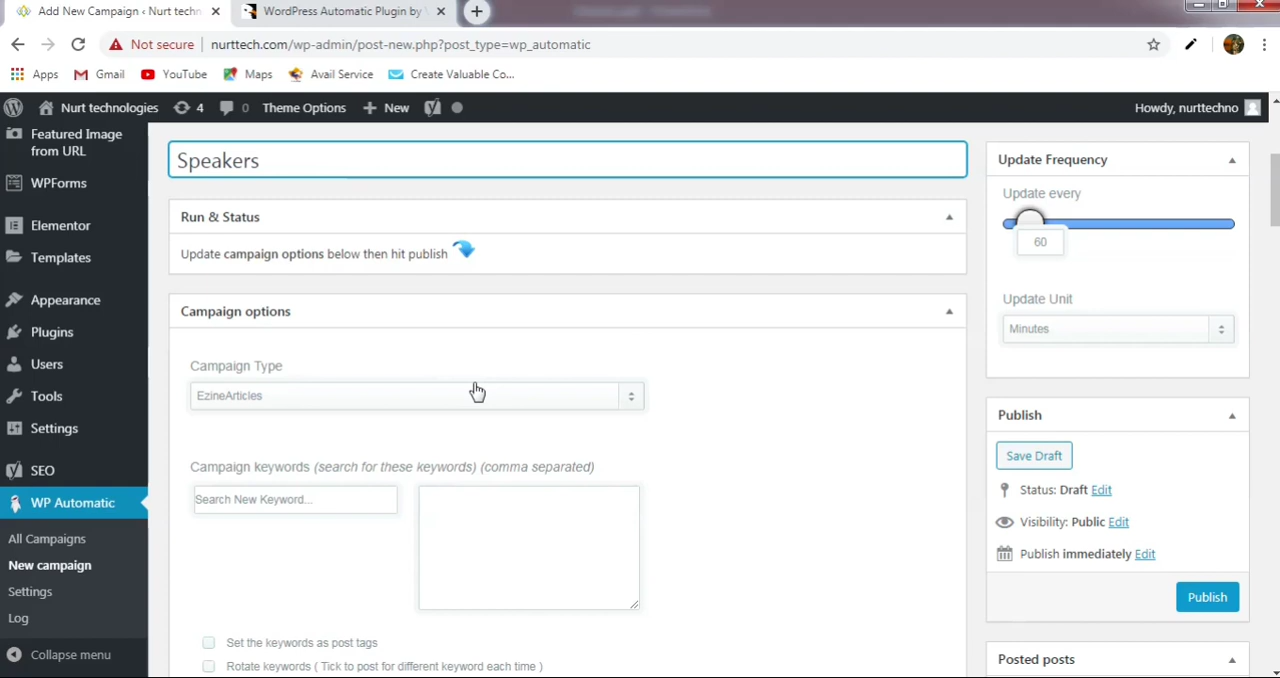 Add New Campaign ‹ Nurt techn
WordPress Automatic Plugin by
Not secure
nurttech.com/wp-admin/post-new.php?post_type=wp_automatic
Apps
Gmail
YouTube
Maps
Avail Service
Create Valuable Co...
Nurt technologies
4
0
Theme Options
New
Howdy, nurttechno
Featured Image
from URL
WPForms
Elementor
Templates
Appearance
Plugins
Users
Tools
Settings
SEO
WP Automatic
All Campaigns
New campaign
Settings
Log
Collapse menu
Speakers
Run & Status
Update campaign options below then hit publish
Campaign options
Campaign Type
EzineArticles
Campaign keywords (search for these keywords) (comma separated)
Search New Keyword...
Set the keywords as post tags
Rotate keywords ( Tick to post for different keyword each time )
Update Frequency
Update every
60
Update Unit
Minutes
Publish
Save Draft
Status: Draft Edit
Visibility: Public Edit
Publish immediately Edit
Publish
Posted posts